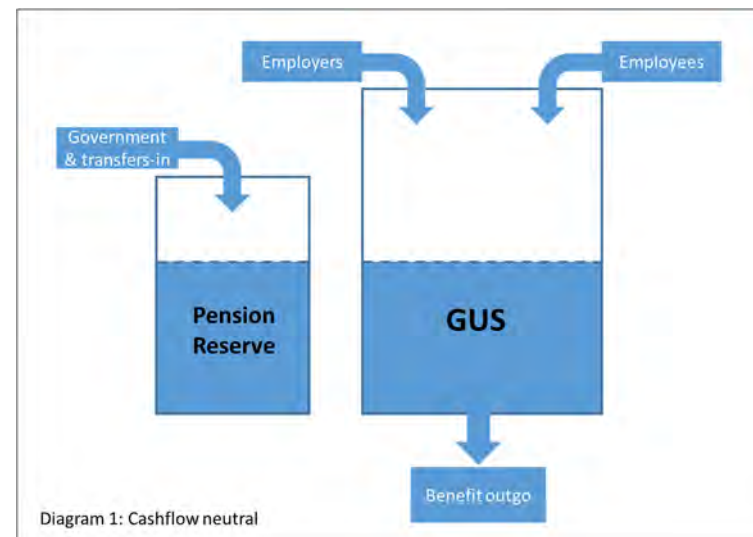 Employers
Employees
Government
& transfers-in
Pension
Reserve
GUS
Benefit outgo
Diagram 1: Cashflow neutral